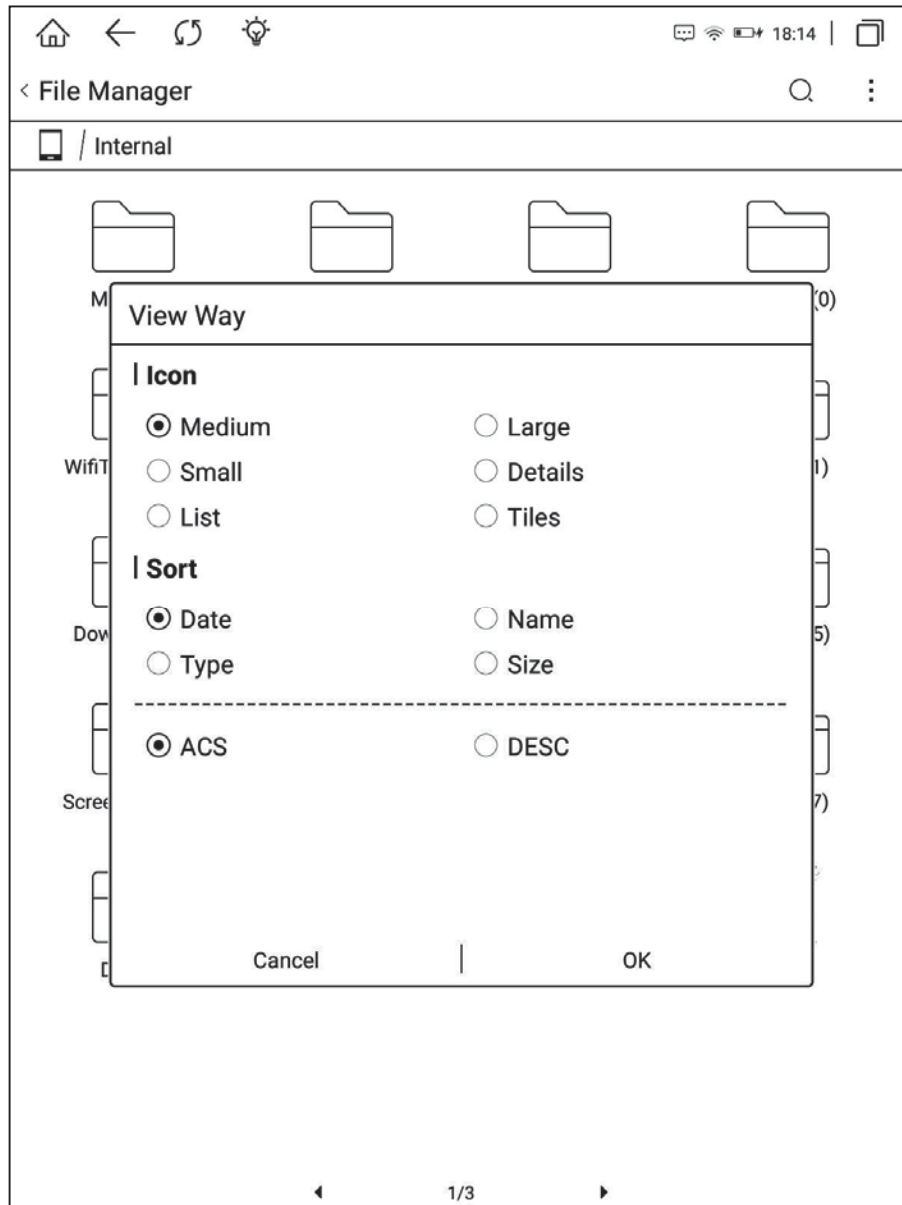 18:14
File Manager
Internal
(0)
View Way
Icon
Medium
Large
Small
Details
List
Tiles
Sort
Date
Name
Type
Size
ACS
DESC
Cancel
OK
1/3